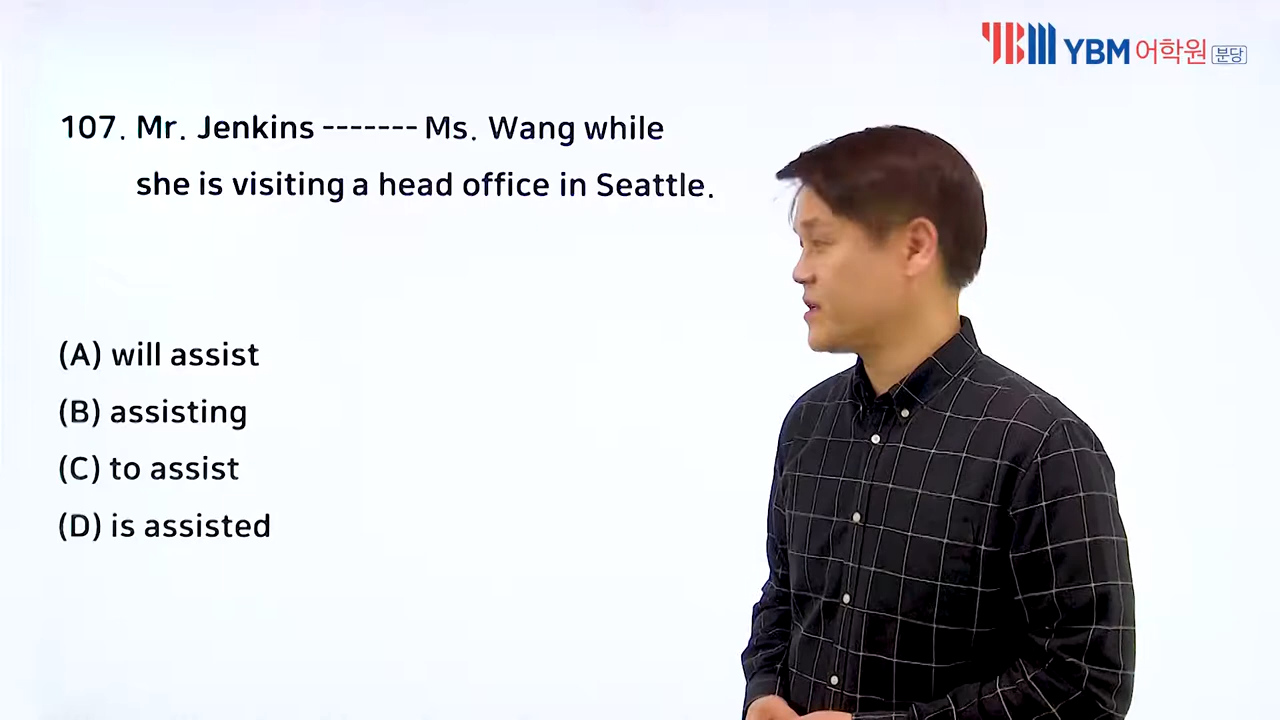 YBM YBM 어학원 분당
107. Mr. Jenkins ------- Ms. Wang while
she is visiting a head office in Seattle.
(A) will assist
(B) assisting
(C) to assist
(D) is assisted